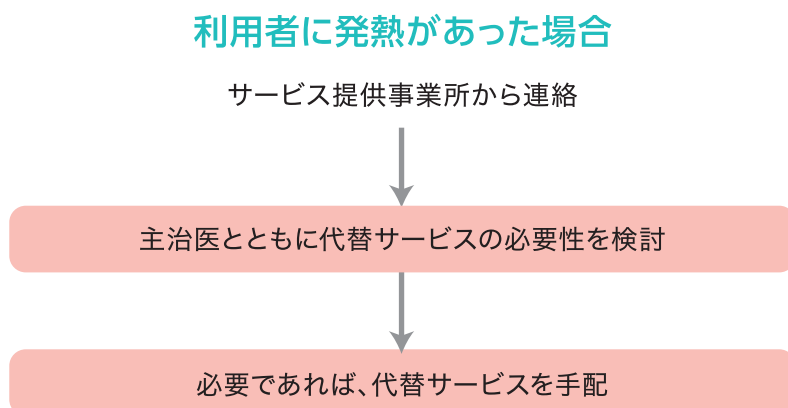 利用者に発熱があった場合
サービス提供事業所から連絡
主治医とともに代替サービスの必要性を検討
必要であれば、代替サービスを手配